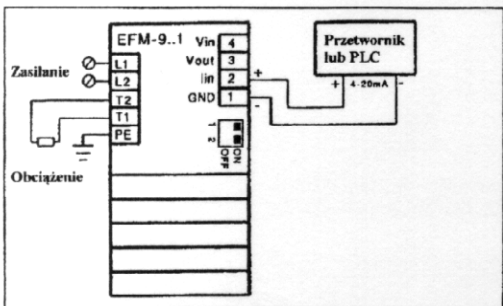 EFM-9..1
Vin 4
Vout 3
Iin 2
GND 1
Zasilanie
L1
L2
T2
T1
PE
Obciążenie
1
2
OFF
ON
Przetwornik
lub PLC
+ 4-20mA -
+
-